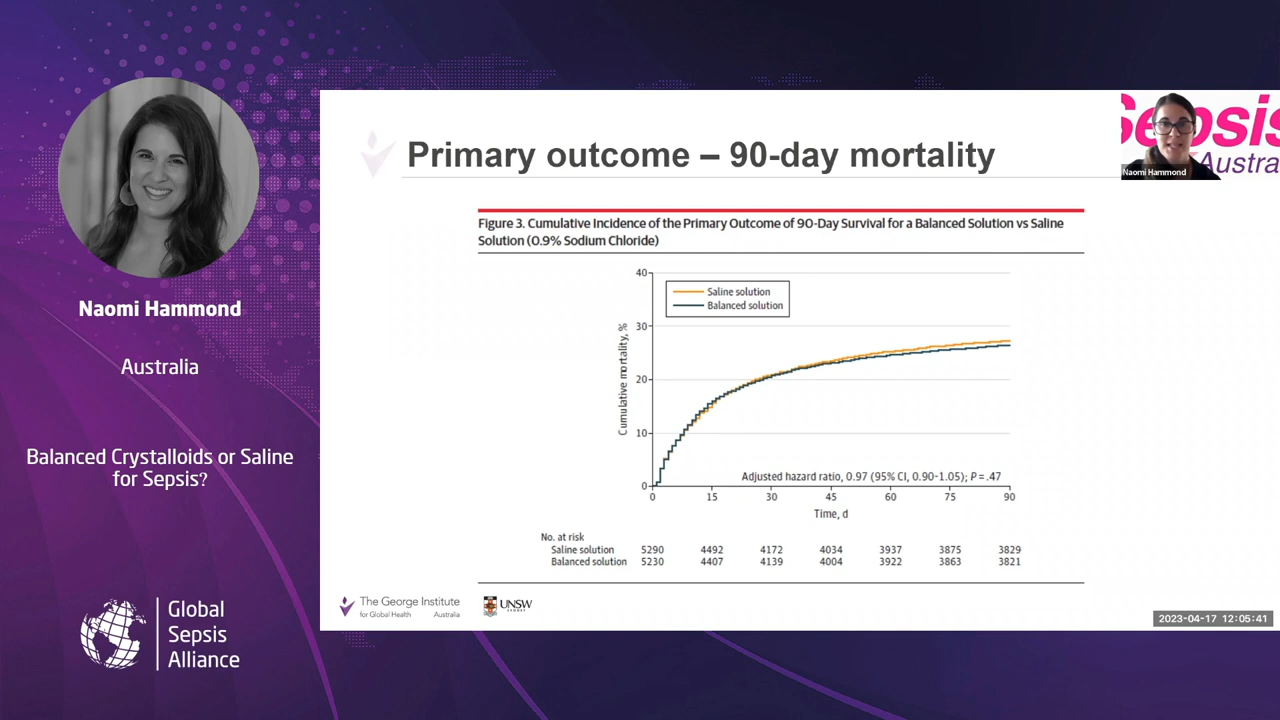 Naomi Hammond
Australia
Balanced Crystalloids or Saline
for Sepsis?
Global
Sepsis
Alliance
Primary outcome – 90-day mortality
Sepsis
Austra
Naomi Hammond
Figure 3. Cumulative Incidence of the Primary Outcome of 90-Day Survival for a Balanced Solution vs Saline
Solution (0.9% Sodium Chloride)
Saline solution
Balanced solution
Cumulative mortality, %
40
30
20
10
0
Adjusted hazard ratio, 0.97 (95% CI, 0.90-1.05); P = .47
0 15 30 45 60 75 90
Time, d
No. at risk
Saline solution 5290 4492 4172 4034 3937 3875 3829
Balanced solution 5230 4407 4139 4004 3922 3863 3821
The George Institute
for Global Health Australia
UNSW
SYDNEY
2023-04-17 12:05:41